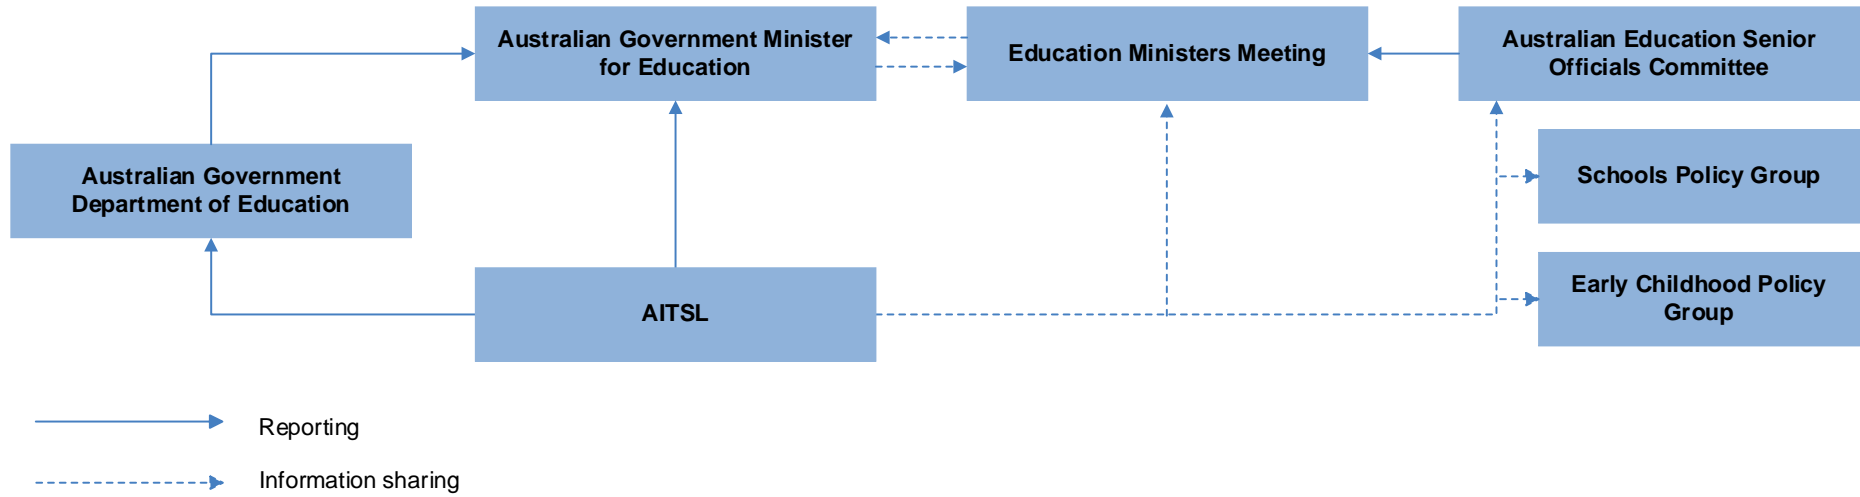 Australian Government Minister
for Education
Education Ministers Meeting
Australian Education Senior
Officials Committee
Australian Government
Department of Education
Schools Policy Group
AITSL
Early Childhood Policy
Group
Reporting
Information sharing